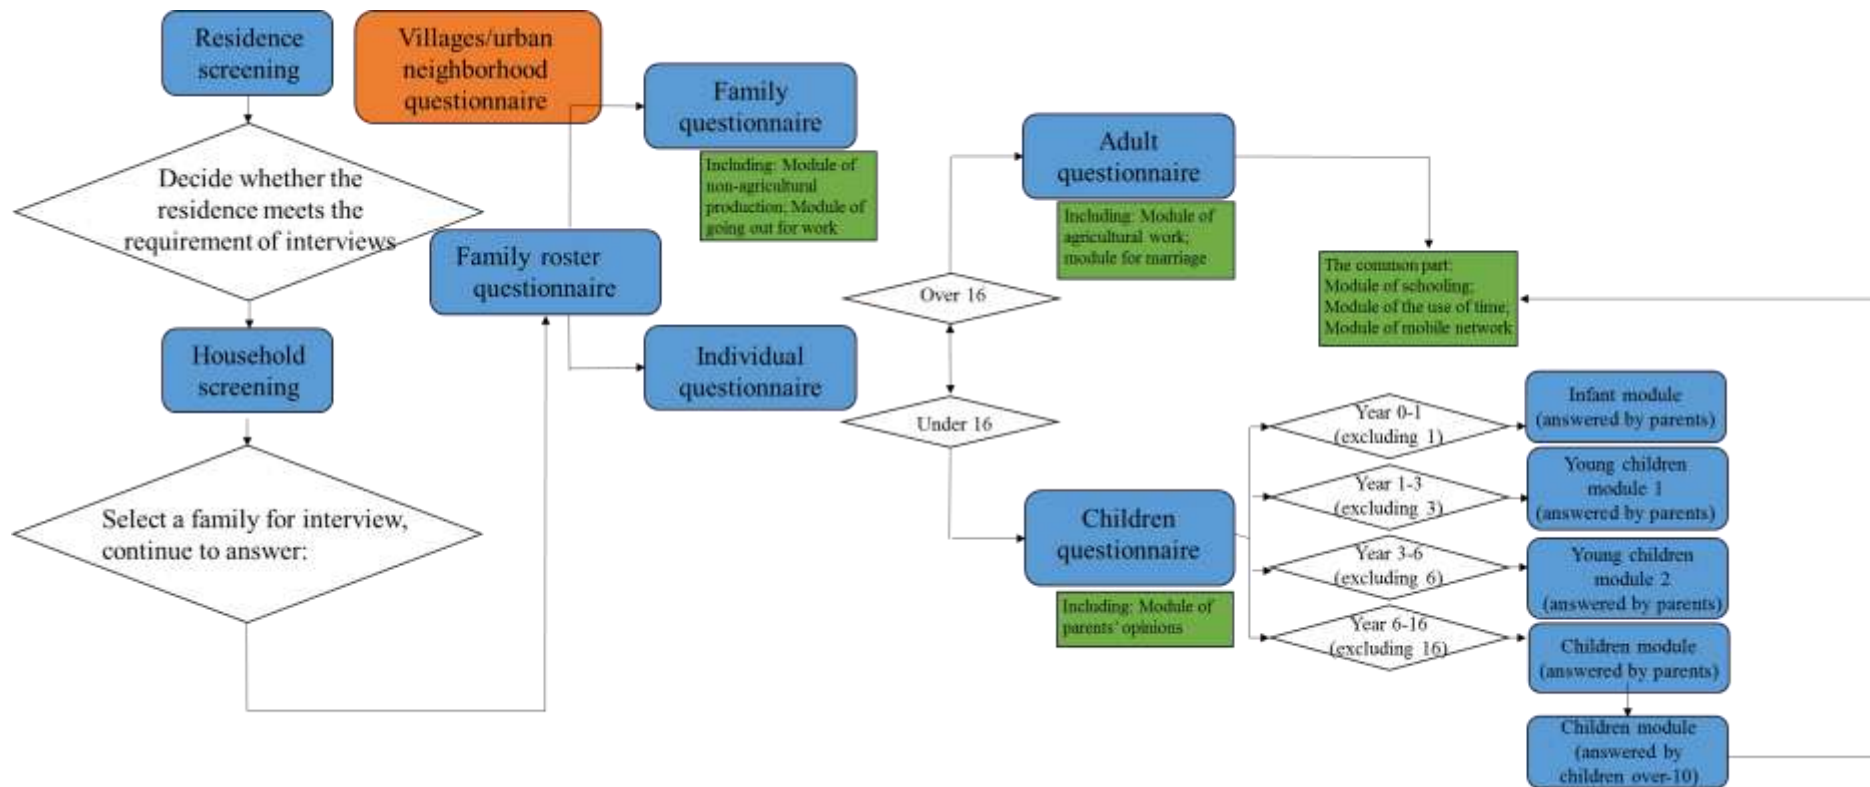 Residence
screening
Decide whether the
residence meets the
requirement of interviews
Household
screening
Select a family for interview,
continue to answer:
Villages/urban
neighborhood
questionnaire
Family roster
questionnaire
Family
questionnaire
Including: Module of
non-agricultural
production; Module of
going out for work
Individual
questionnaire
Over 16
Under 16
Adult
questionnaire
Including: Module of
agricultural work;
module for marriage
The common part:
Module of schooling;
Module of the use of time;
Module of mobile network
Children
questionnaire
Including: Module of
parents' opinions
Year 0-1
(excluding 1)
Year 1-3
(excluding 3)
Year 3-6
(excluding 6)
Year 6-16
(excluding 16)
Infant module
(answered by parents)
Young children
module 1
(answered by parents)
Young children
module 2
(answered by parents)
Children module
(answered by parents)
Children module
(answered by
children over-10)